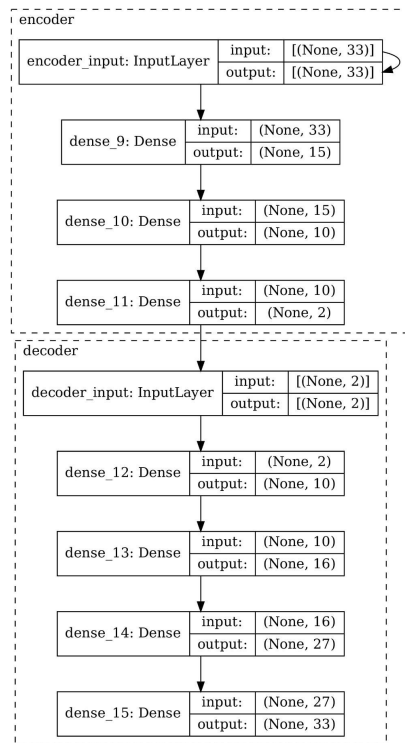 encoder
encoder_input: InputLayer
input: [(None, 33)]
output: [(None, 33)]
dense_9: Dense
input: (None, 33)
output: (None, 15)
dense_10: Dense
input: (None, 15)
output: (None, 10)
dense_11: Dense
input: (None, 10)
output: (None, 2)
decoder
decoder_input: InputLayer
input: [(None, 2)]
output: [(None, 2)]
dense_12: Dense
input: (None, 2)
output: (None, 10)
dense_13: Dense
input: (None, 10)
output: (None, 16)
dense_14: Dense
input: (None, 16)
output: (None, 27)
dense_15: Dense
input: (None, 27)
output: (None, 33)